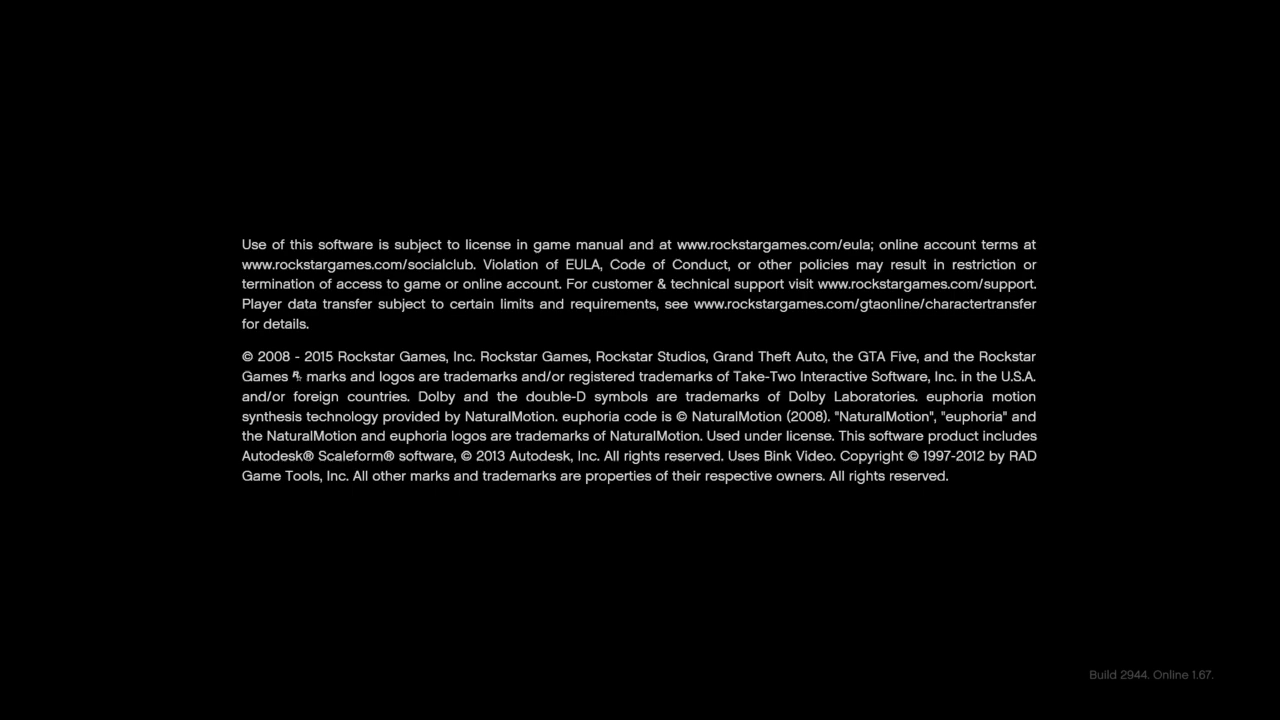 Use of this software is subject to license in game manual and at www.rockstargames.com/eula; online account terms at
www.rockstargames.com/socialclub. Violation of EULA, Code of Conduct, or other policies may result in restriction or
termination of access to game or online account. For customer & technical support visit www.rockstargames.com/support.
Player data transfer subject to certain limits and requirements, see www.rockstargames.com/gtaonline/charactertransfer
for details.
© 2008 - 2015 Rockstar Games, Inc. Rockstar Games, Rockstar Studios, Grand Theft Auto, the GTA Five, and the Rockstar
Games R* marks and logos are trademarks and/or registered trademarks of Take-Two Interactive Software, Inc. in the U.S.A.
and/or foreign countries. Dolby and the double-D symbols are trademarks of Dolby Laboratories. euphoria motion
synthesis technology provided by NaturalMotion. euphoria code is © NaturalMotion (2008). "NaturalMotion", "euphoria" and
the NaturalMotion and euphoria logos are trademarks of NaturalMotion. Used under license. This software product includes
Autodesk® Scaleform® software, © 2013 Autodesk, Inc. All rights reserved. Uses Bink Video. Copyright © 1997-2012 by RAD
Game Tools, Inc. All other marks and trademarks are properties of their respective owners. All rights reserved.
Build 2944. Online 1.67.